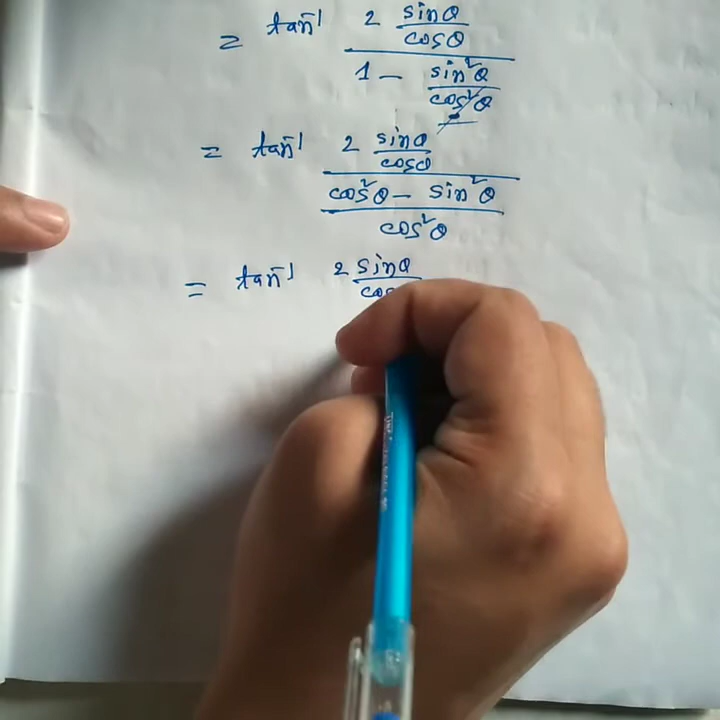 = tan⁻¹ 2 sinθ/cosθ / 1 - sin²θ/cos²θ
= tan⁻¹ 2 sinθ/cosθ / cos²θ - sin²θ / cos²θ
= tan⁻¹ 2 sinθ/cos